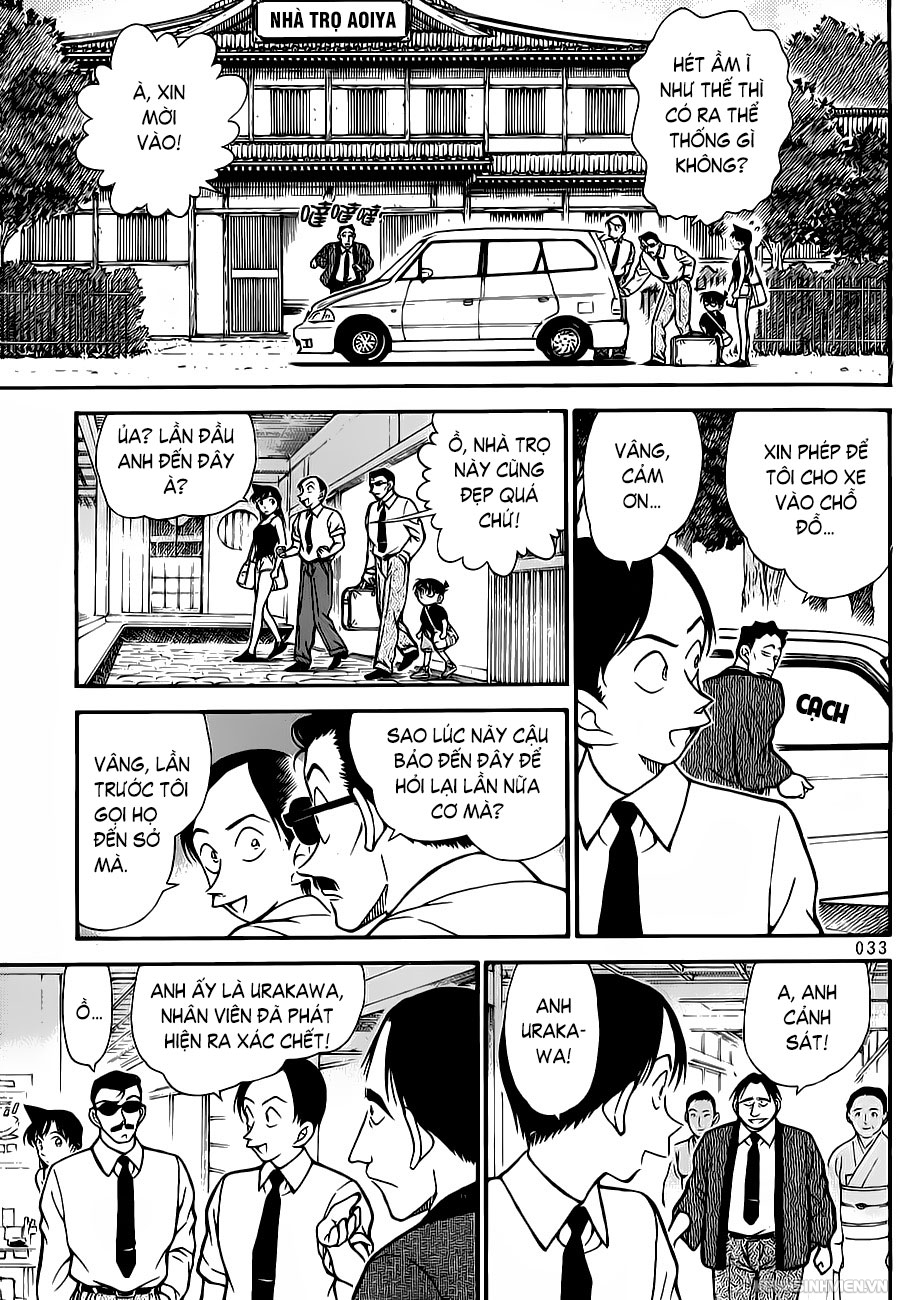 NHÀ TRỌ AOIYA
HÉT ẦM Ĩ
NHƯ THẾ THÌ
CÓ RA THỂ
THỐNG GÌ
KHÔNG?
À, XIN
MỜI
VÀO!
噠噠噠
XIN PHÉP ĐỂ
TÔI CHO XE
VÀO CHỖ
ĐỖ...
VÂNG,
CẢM
ƠN...
CẠCH
Ồ, NHÀ TRỌ
NÀY CŨNG
ĐẸP QUÁ
CHỨ!
ỦA? LẦN ĐẦU
ANH ĐẾN ĐÂY
À?
SAO LÚC NÃY CẬU
BẢO ĐẾN ĐÂY ĐỂ
HỎI LẠI LẦN NỮA
CƠ MÀ?
VÂNG, LẦN
TRƯỚC TÔI
GỌI HỌ
ĐẾN SỞ
MÀ.
033
A, ANH
CẢNH
SÁT!
ANH
URAKA-
WA!
ANH ẤY LÀ URAKAWA,
NHÂN VIÊN ĐÃ PHÁT
HIỆN RA XÁC CHẾT!
Ồ...